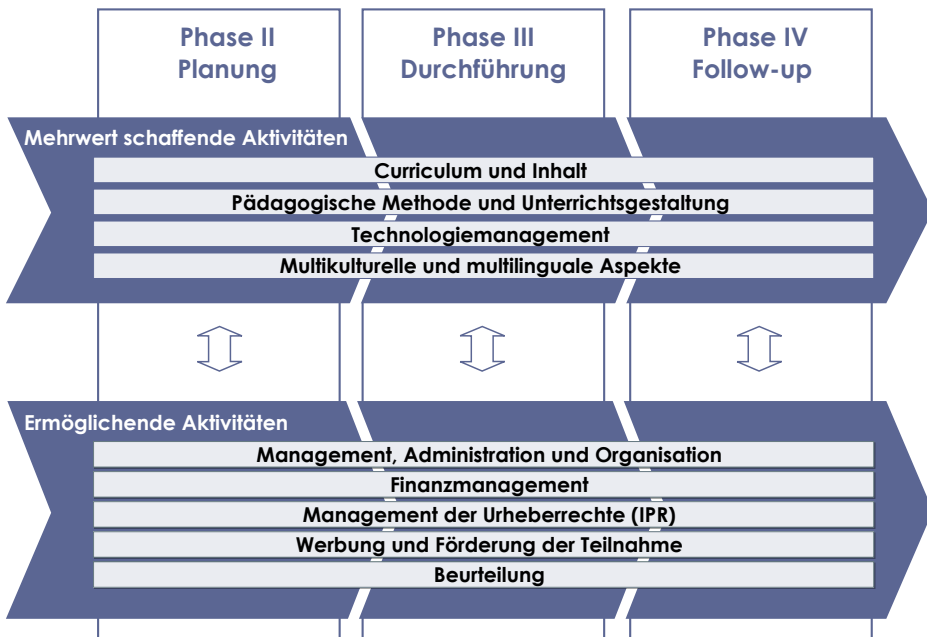 Phase II
Planung
Phase III
Durchführung
Phase IV
Follow-up
Mehrwert schaffende Aktivitäten
Curriculum und Inhalt
Pädagogische Methode und Unterrichtsgestaltung
Technologiemanagement
Multikulturelle und multilinguale Aspekte
Ermöglichende Aktivitäten
Management, Administration und Organisation
Finanzmanagement
Management der Urheberrechte (IPR)
Werbung und Förderung der Teilnahme
Beurteilung